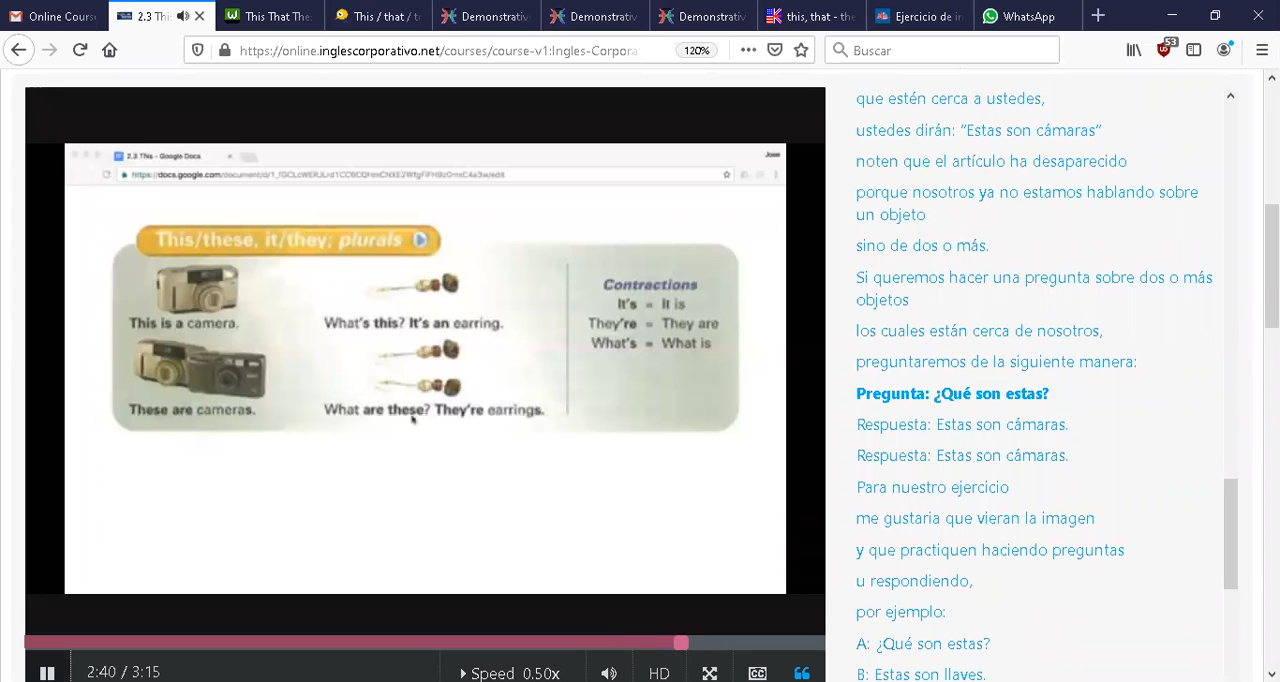 Online Cours
2.3 This
This That The
This / that / t
Demonstrativ
Demonstrativ
Demonstrativ
this, that - the
Ejercicio de in
WhatsApp
https://online.inglescorporativo.net/courses/course-v1:Ingles-Corpora
120%
Buscar
53
2.3 This - Google Docs
Jose
This/these, it/they; plurals
This is a camera.
These are cameras.
What's this? It's an earring.
What are these? They're earrings.
Contractions
It's = It is
They're = They are
What's = What is
2:40 / 3:15
Speed 0.50x
HD
CC
que estén cerca a ustedes,
ustedes dirán: “Estas son cámaras”
noten que el artículo ha desaparecido
porque nosotros ya no estamos hablando sobre
un objeto
sino de dos o más.
Si queremos hacer una pregunta sobre dos o más
objetos
los cuales están cerca de nosotros,
preguntaremos de la siguiente manera:
Pregunta: ¿Qué son estas?
Respuesta: Estas son cámaras.
Respuesta: Estas son cámaras.
Para nuestro ejercicio
me gustaria que vieran la imagen
y que practiquen haciendo preguntas
u respondiendo,
por ejemplo:
A: ¿Qué son estas?
B: Estas son llaves.